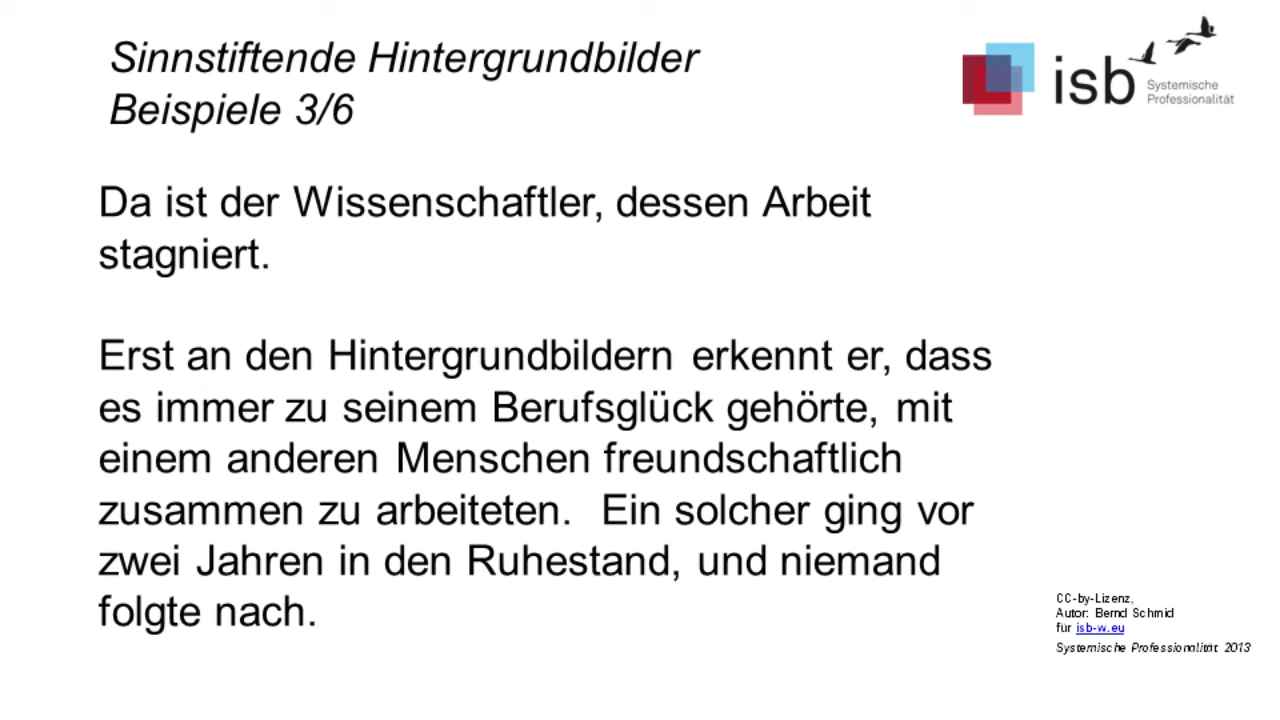 Sinnstiftende Hintergrundbilder
Beispiele 3/6
isb
Systemische
Professionalität
Da ist der Wissenschaftler, dessen Arbeit
stagniert.
Erst an den Hintergrundbildern erkennt er, dass
es immer zu seinem Berufsglück gehörte, mit
einem anderen Menschen freundschaftlich
zusammen zu arbeiteten. Ein solcher ging vor
zwei Jahren in den Ruhestand, und niemand
folgte nach.
CC-by-Lizenz,
Autor: Bernd Schmid
für isb-w.eu
Systemische Professionalität 2013